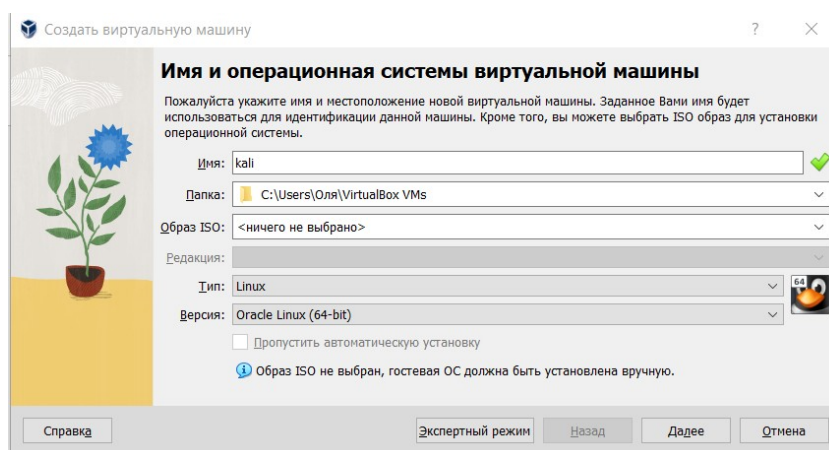 Создать виртуальную машину
?
Имя и операционная системы виртуальной машины
Пожалуйста укажите имя и местоположение новой виртуальной машины. Заданное Вами имя будет
использоваться для идентификации данной машины. Кроме того, вы можете выбрать ISO образ для установки
операционной системы.
Имя: kali
Папка: C:\Users\Оля\VirtualBox VMs
Образ ISO: <ничего не выбрано>
Редакция:
Тип: Linux
64
Версия: Oracle Linux (64-bit)
Пропустить автоматическую установку
Образ ISO не выбран, гостевая ОС должна быть установлена вручную.
Справка Экспертный режим Назад Далее Отмена